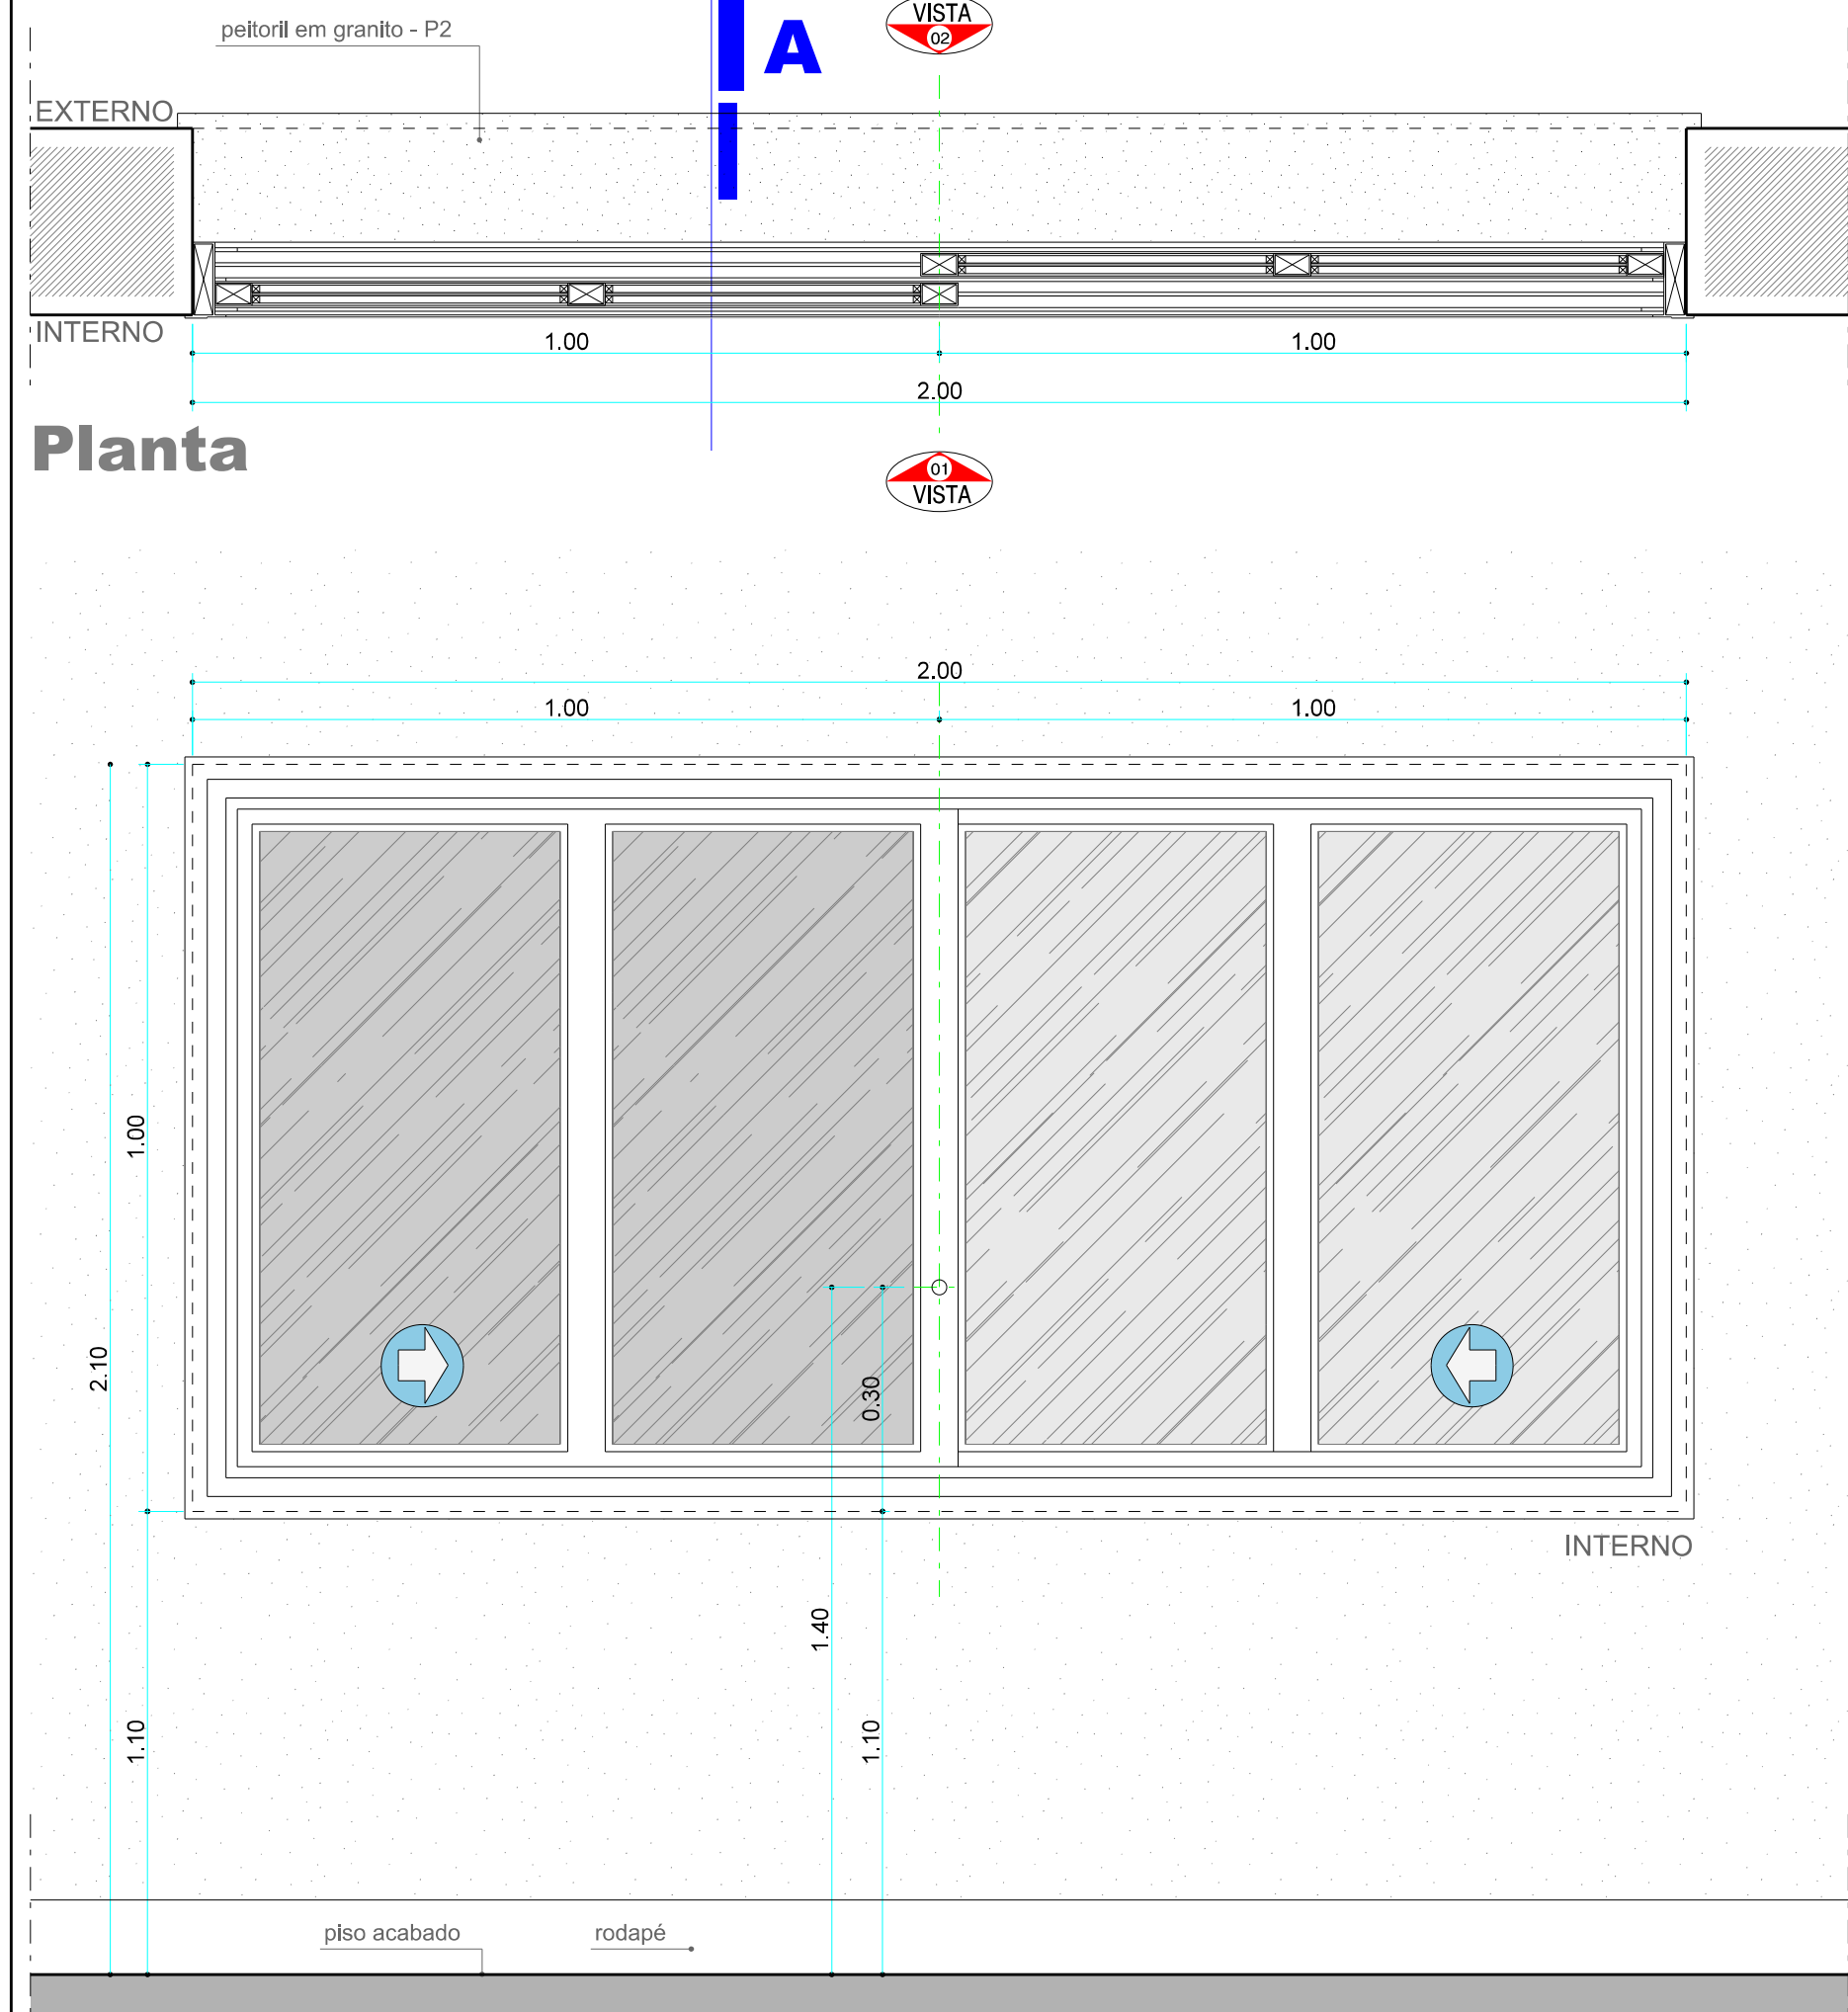 VISTA
02
peitoril em granito - P2
A
EXTERNO
INTERNO
1.00
1.00
2.00
Planta
01
VISTA
2.00
1.00
1.00
1.00
2.10
0.30
INTERNO
1.40
1.10
1.10
piso acabado
rodapé